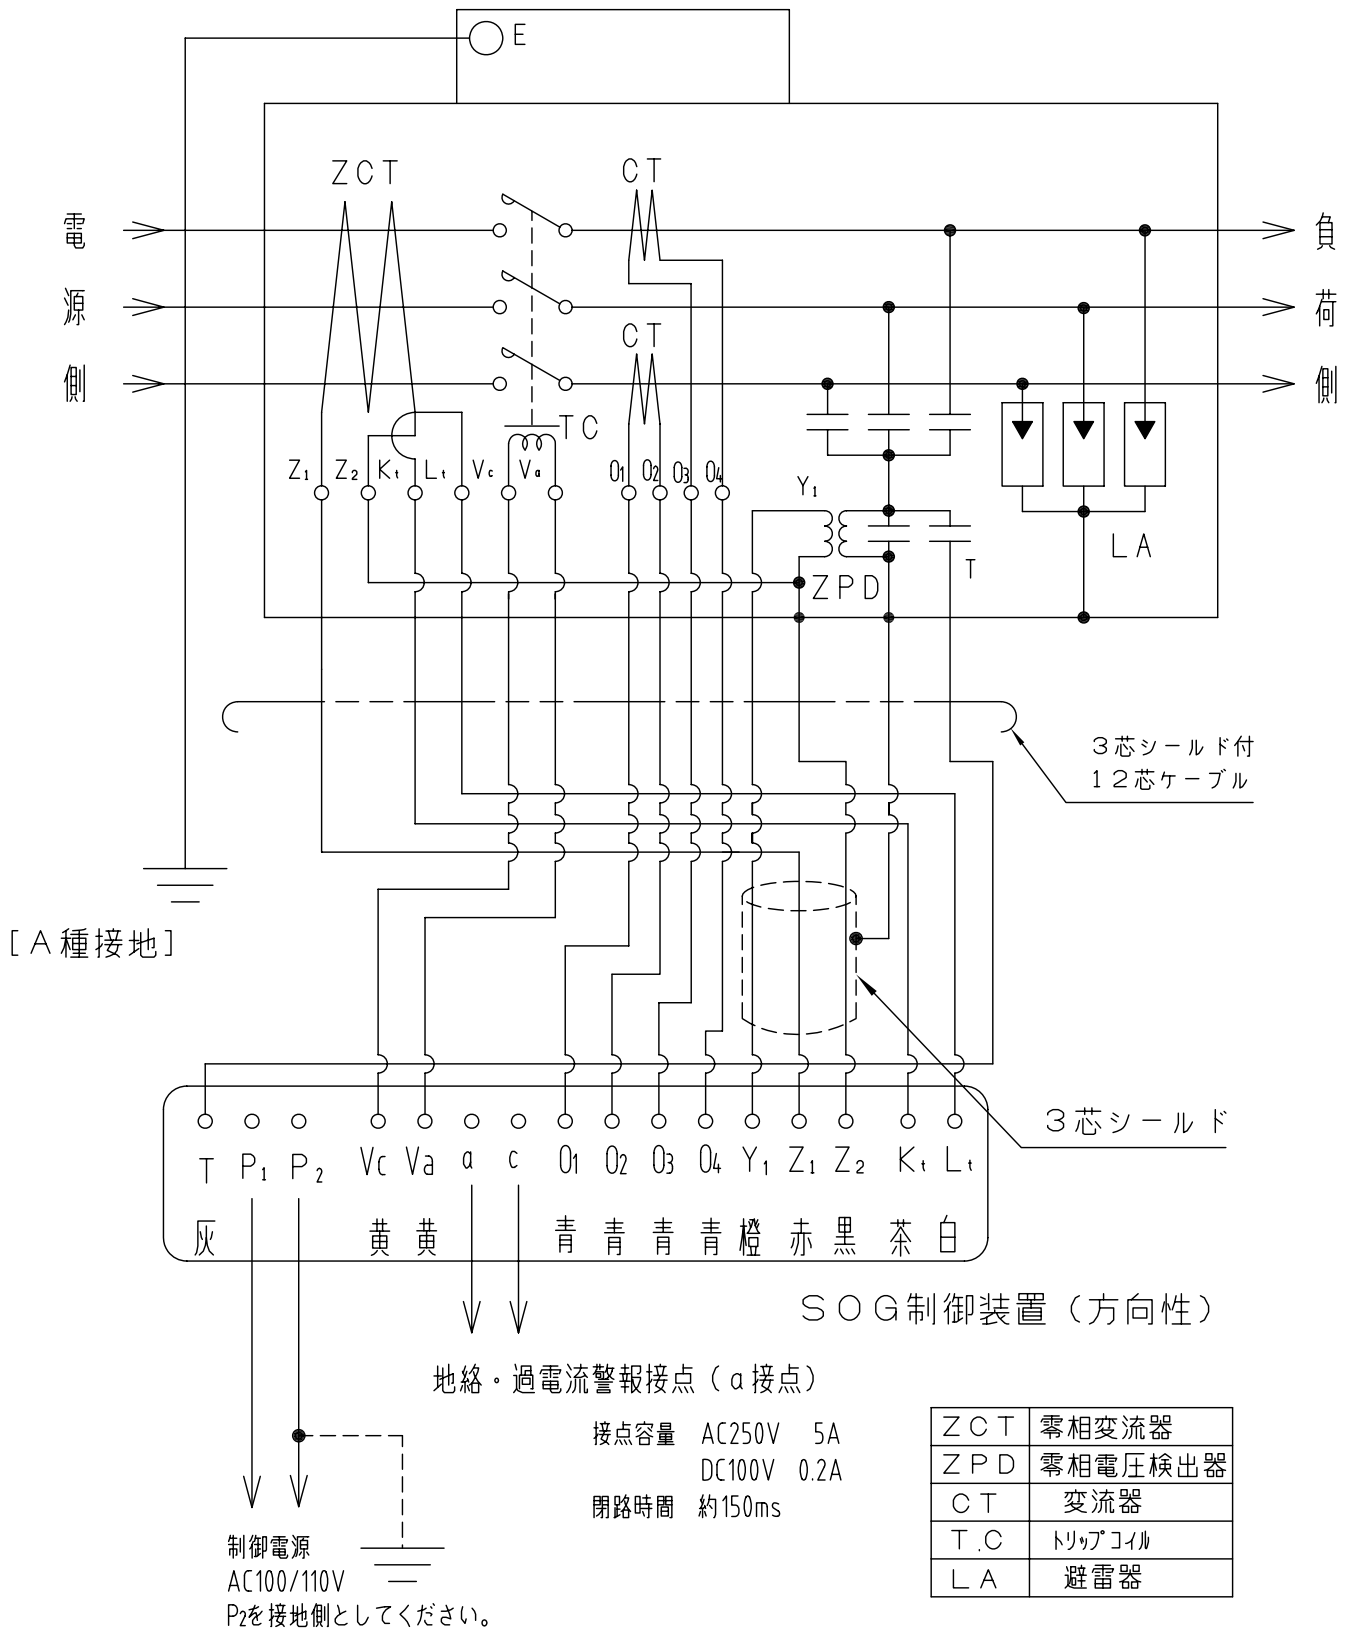 E
ZCT
CT
電
負
源
荷
CT
側
側
TC
Z1 Z2 Kt Lt Vc Va O1 O2 O3 O4
Y1
LA
T
ZPD
3芯シールド付
12芯ケーブル
[A種接地]
3芯シールド
T P1 P2 Vc Va a c O1 O2 O3 O4 Y1 Z1 Z2 Kt Lt
灰 黄 黄 青 青 青 青 橙 赤 黒 茶 白
SOG制御装置(方向性)
地絡・過電流警報接点(a接点)
接点容量 AC250V 5A
DC100V 0.2A
閉路時間 約150ms
ZCT 零相変流器
ZPD 零相電圧検出器
CT 変流器
T.C トリップコイル
LA 避雷器
制御電源
AC100/110V
P2を接地側としてください。